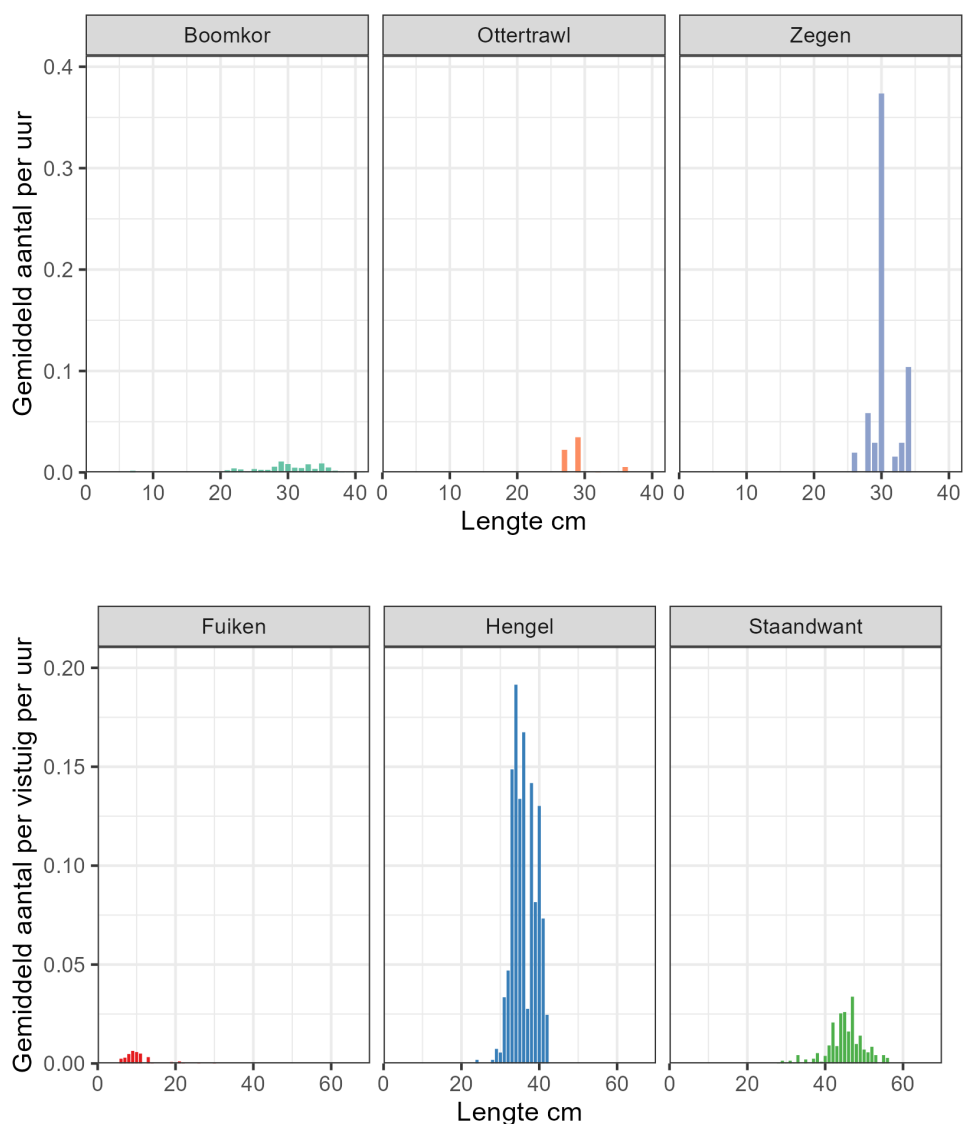 Boomkor Ottertrawl Zegen
Gemiddeld aantal per uur
0.4
0.3
0.2
0.1
0.0
0 10 20 30 40 0 10 20 30 40 0 10 20 30 40
Lengte cm
Fuiken Hengel Staandwant
Gemiddeld aantal per vistuig per uur
0.20
0.15
0.10
0.05
0.00
0 20 40 60 0 20 40 60 0 20 40 60
Lengte cm